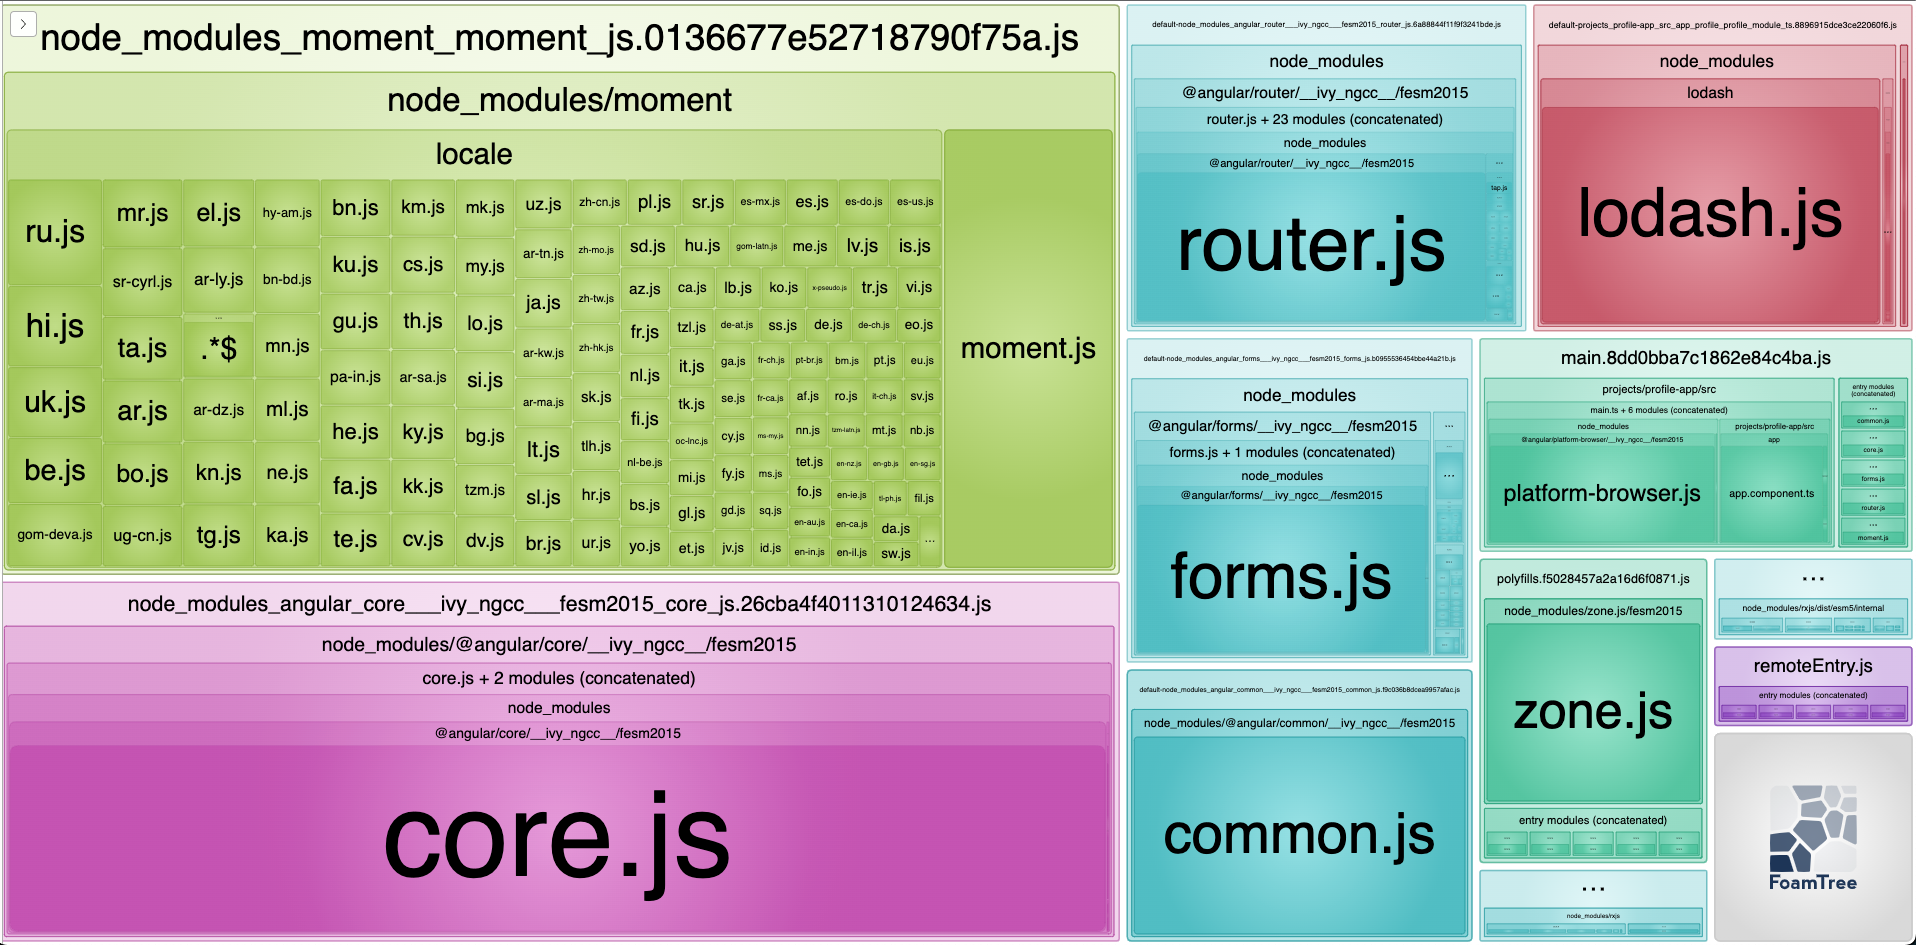 node_modules_moment_moment_js.0136677e52718790f75a.js
node_modules/moment
locale
ru.js
hi.js
uk.js
be.js
gom-deva.js
mr.js
sr-cyrl.js
ta.js
ar.js
bo.js
ug-cn.js
el.js
ar-ly.js
...
.*$
ar-dz.js
kn.js
tg.js
hy-am.js
bn-bd.js
mn.js
ml.js
ne.js
ka.js
bn.js
ku.js
gu.js
pa-in.js
he.js
fa.js
te.js
km.js
cs.js
th.js
ar-sa.js
ky.js
kk.js
cv.js
mk.js
my.js
lo.js
si.js
bg.js
tzm.js
dv.js
uz.js
ar-tn.js
ja.js
ar-kw.js
ar-ma.js
lt.js
sl.js
br.js
zh-cn.js
zh-mo.js
zh-tw.js
zh-hk.js
sk.js
tlh.js
hr.js
ur.js
pl.js
sr.js
es-mx.js
es.js
es-do.js
es-us.js
sd.js
hu.js
gom-latn.js
me.js
lv.js
is.js
az.js
fr.js
nl.js
fi.js
nl-be.js
bs.js
yo.js
ca.js
lb.js
ko.js
x-pseudo.js
tr.js
vi.js
tzl.js
it.js
tk.js
oc-lnc.js
mi.js
gl.js
et.js
de-at.js
ss.js
de.js
de-ch.js
eo.js
ga.js
fr-ch.js
pt-br.js
bm.js
pt.js
eu.js
se.js
fr-ca.js
af.js
ro.js
it-ch.js
sv.js
cy.js
ms-my.js
nn.js
tzm-latn.js
mt.js
nb.js
fy.js
ms.js
tet.js
en-nz.js
en-gb.js
en-sg.js
gd.js
sq.js
fo.js
en-ie.js
tl-ph.js
fil.js
jv.js
id.js
en-au.js
en-ca.js
da.js
en-in.js
en-il.js
sw.js
...
moment.js
node_modules_angular_core___ivy_ngcc___fesm2015_core_js.26cba4f4011310124634.js
node_modules/@angular/core/__ivy_ngcc__/fesm2015
core.js + 2 modules (concatenated)
node_modules
@angular/core/__ivy_ngcc__/fesm2015
core.js
default-node_modules_angular_router___ivy_ngcc___fesm2015_router_js.6a88844f11f9f3241bde.js
node_modules
@angular/router/__ivy_ngcc__/fesm2015
router.js + 23 modules (concatenated)
node_modules
@angular/router/__ivy_ngcc__/fesm2015
router.js
...
tap.js
...
...
default-projects_profile-app_src_app_profile_profile_module_ts.8896915dce3ce22060f6.js
node_modules
lodash
lodash.js
...
default-node_modules_angular_forms___ivy_ngcc___fesm2015_forms_js.b0955536454bbe44a21b.js
node_modules
@angular/forms/__ivy_ngcc__/fesm2015
forms.js + 1 modules (concatenated)
node_modules
@angular/forms/__ivy_ngcc__/fesm2015
forms.js
...
...
...
default-node_modules_angular_common___ivy_ngcc___fesm2015_common_js.f9c036b8dcea9957afac.js
node_modules/@angular/common/__ivy_ngcc__/fesm2015
common.js
main.8dd0bba7c1862e84c4ba.js
projects/profile-app/src
main.ts + 6 modules (concatenated)
node_modules
@angular/platform-browser/__ivy_ngcc__/fesm2015
platform-browser.js
projects/profile-app/src
app
app.component.ts
entry modules
(concatenated)
...
common.js
...
core.js
...
forms.js
...
router.js
...
moment.js
polyfills.f5028457a2a16d6f0871.js
node_modules/zone.js/fesm2015
zone.js
entry modules (concatenated)
...
node_modules/rxjs
...
node_modules/rxjs/dist/esm5/internal
remoteEntry.js
entry modules (concatenated)
FoamTree